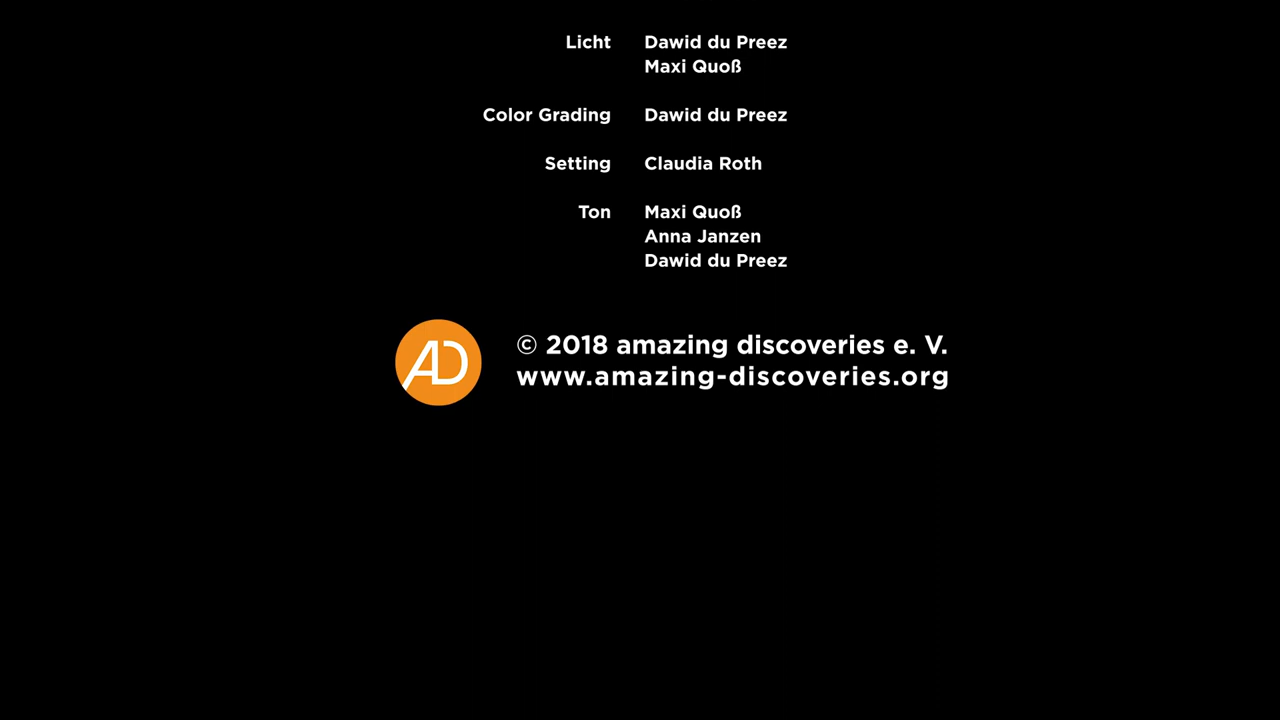 Licht Dawid du Preez
Maxi Quoß
Color Grading Dawid du Preez
Setting Claudia Roth
Ton Maxi Quoß
Anna Janzen
Dawid du Preez
AD
© 2018 amazing discoveries e. V.
www.amazing-discoveries.org